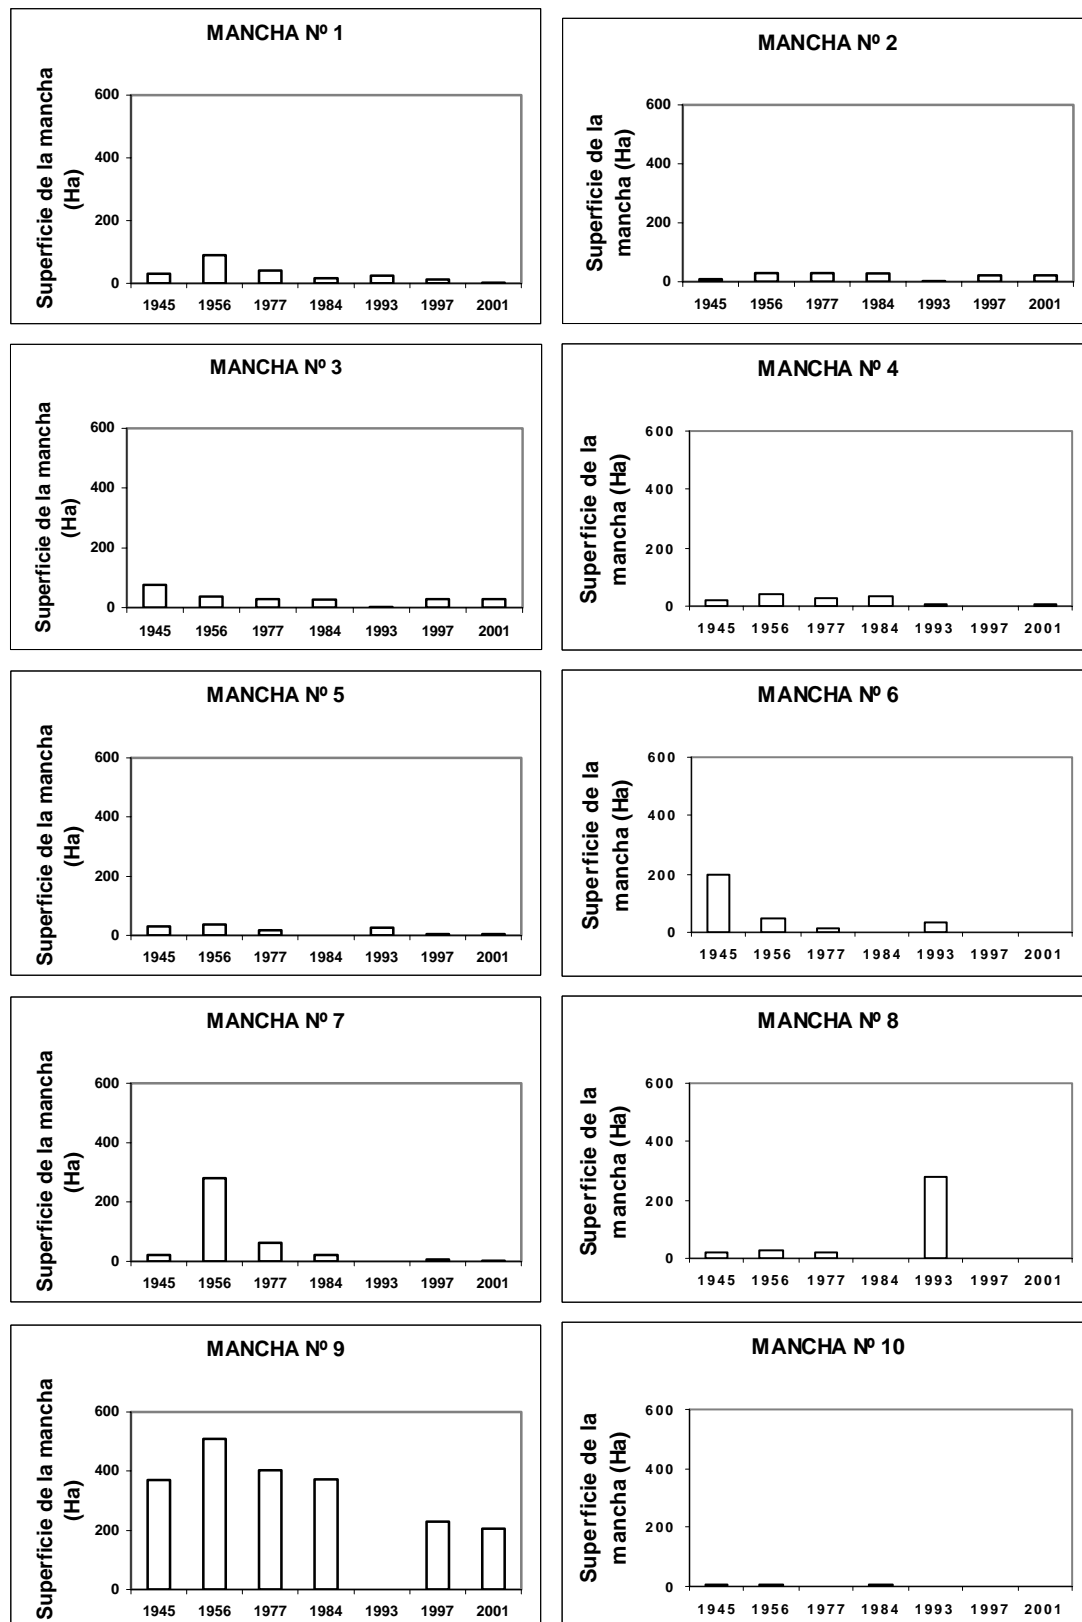 MANCHA Nº 1
Superficie de la mancha
(Ha)
600
400
200
0
1945 1956 1977 1984 1993 1997 2001
MANCHA Nº 2
Superficie de la
mancha (Ha)
600
400
200
0
1945 1956 1977 1984 1993 1997 2001
MANCHA Nº 3
Superficie de la mancha
(Ha)
600
400
200
0
1945 1956 1977 1984 1993 1997 2001
MANCHA Nº 4
Superficie de la
mancha (Ha)
600
400
200
0
1945 1956 1977 1984 1993 1997 2001
MANCHA Nº 5
Superficie de la mancha
(Ha)
600
400
200
0
1945 1956 1977 1984 1993 1997 2001
MANCHA Nº 6
Superficie de la
mancha (Ha)
600
400
200
0
1945 1956 1977 1984 1993 1997 2001
MANCHA Nº 7
Superficie de la mancha
(Ha)
600
400
200
0
1945 1956 1977 1984 1993 1997 2001
MANCHA Nº 8
Superficie de la
mancha (Ha)
600
400
200
0
1945 1956 1977 1984 1993 1997 2001
MANCHA Nº 9
Superficie de la mancha
(Ha)
600
400
200
0
1945 1956 1977 1984 1993 1997 2001
MANCHA Nº 10
Superficie de la
mancha (Ha)
600
400
200
0
1945 1956 1977 1984 1993 1997 2001